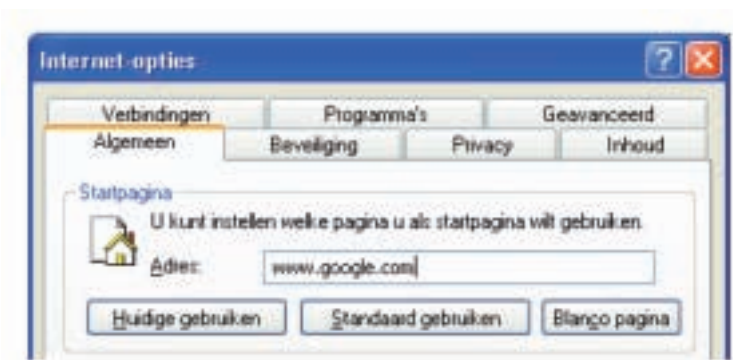 Internet-opties
Verbindingen Programma's Geavanceerd
Algemeen Beveiliging Privacy Inhoud
Startpagina
U kunt instellen welke pagina u als startpagina wilt gebruiken.
Adres: www.google.com
Huidige gebruiken Standaard gebruiken Blanco pagina